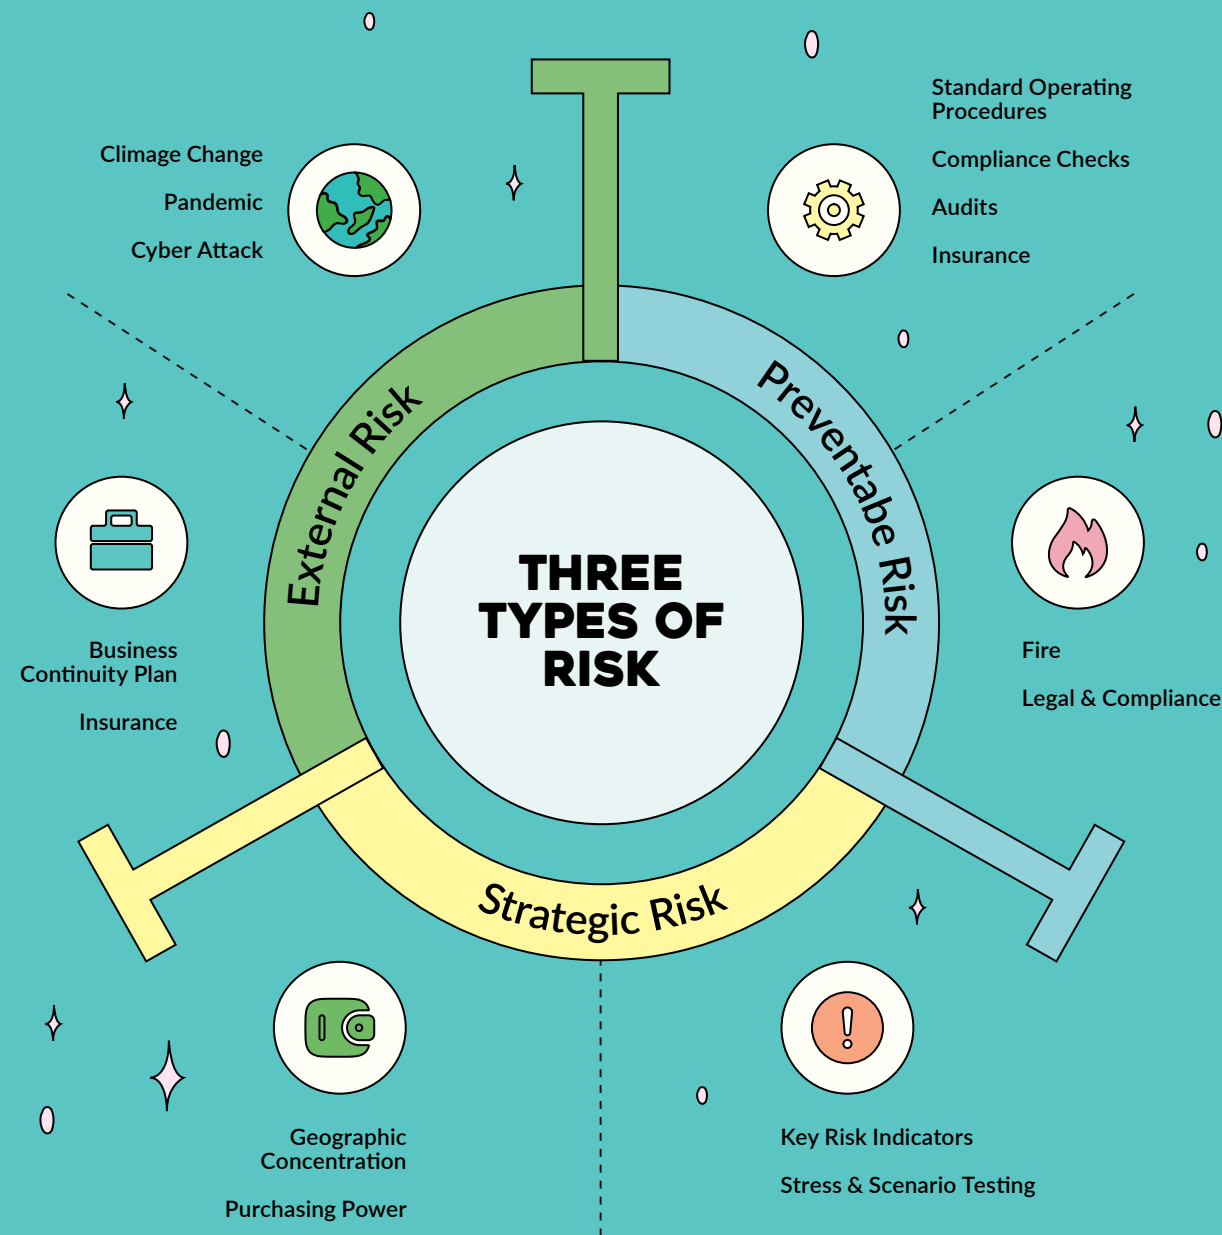 THREE
TYPES OF
RISK
External Risk
Climage Change
Pandemic
Cyber Attack
Business
Continuity Plan
Insurance
Preventabe Risk
Standard Operating
Procedures
Compliance Checks
Audits
Insurance
Fire
Legal & Compliance
Strategic Risk
Geographic
Concentration
Purchasing Power
Key Risk Indicators
Stress & Scenario Testing